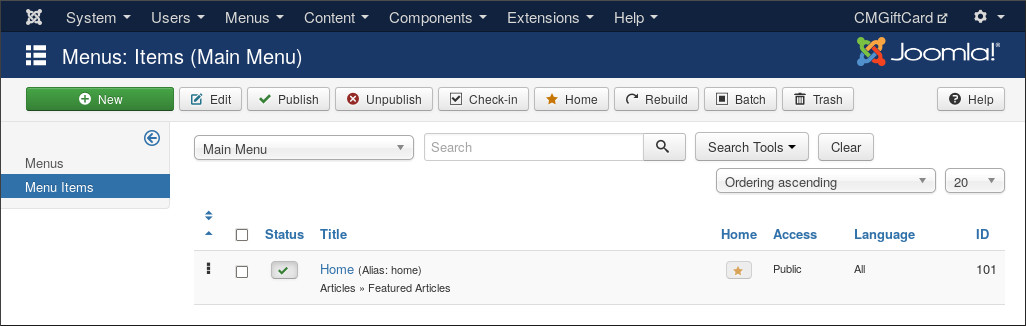 System Users Menus Content Components Extensions Help CMGiftCard
Menus: Items (Main Menu) Joomla!®
New Edit Publish Unpublish Check-in Home Rebuild Batch Trash Help
Main Menu Search Search Tools Clear
Menus
Menu Items
Ordering ascending 20
Status Title Home Access Language ID
Home (Alias: home) Public All 101
Articles » Featured Articles